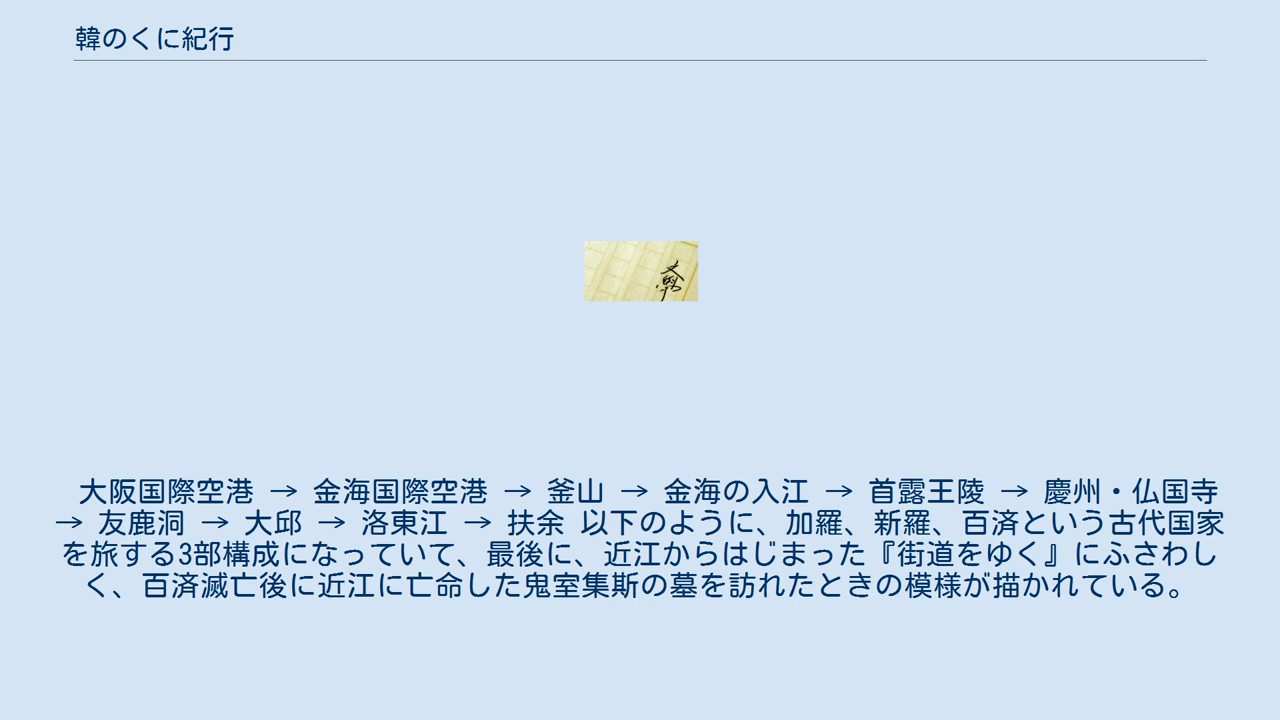 韓のくに紀行
大阪国際空港 → 金海国際空港 → 釜山 → 金海の入江 → 首露王陵 → 慶州・仏国寺
→ 友鹿洞 → 大邱 → 洛東江 → 扶余 以下のように、加羅、新羅、百済という古代国家
を旅する3部構成になっていて、最後に、近江からはじまった『街道をゆく』にふさわし
く、百済滅亡後に近江に亡命した鬼室集斯の墓を訪れたときの模様が描かれている。